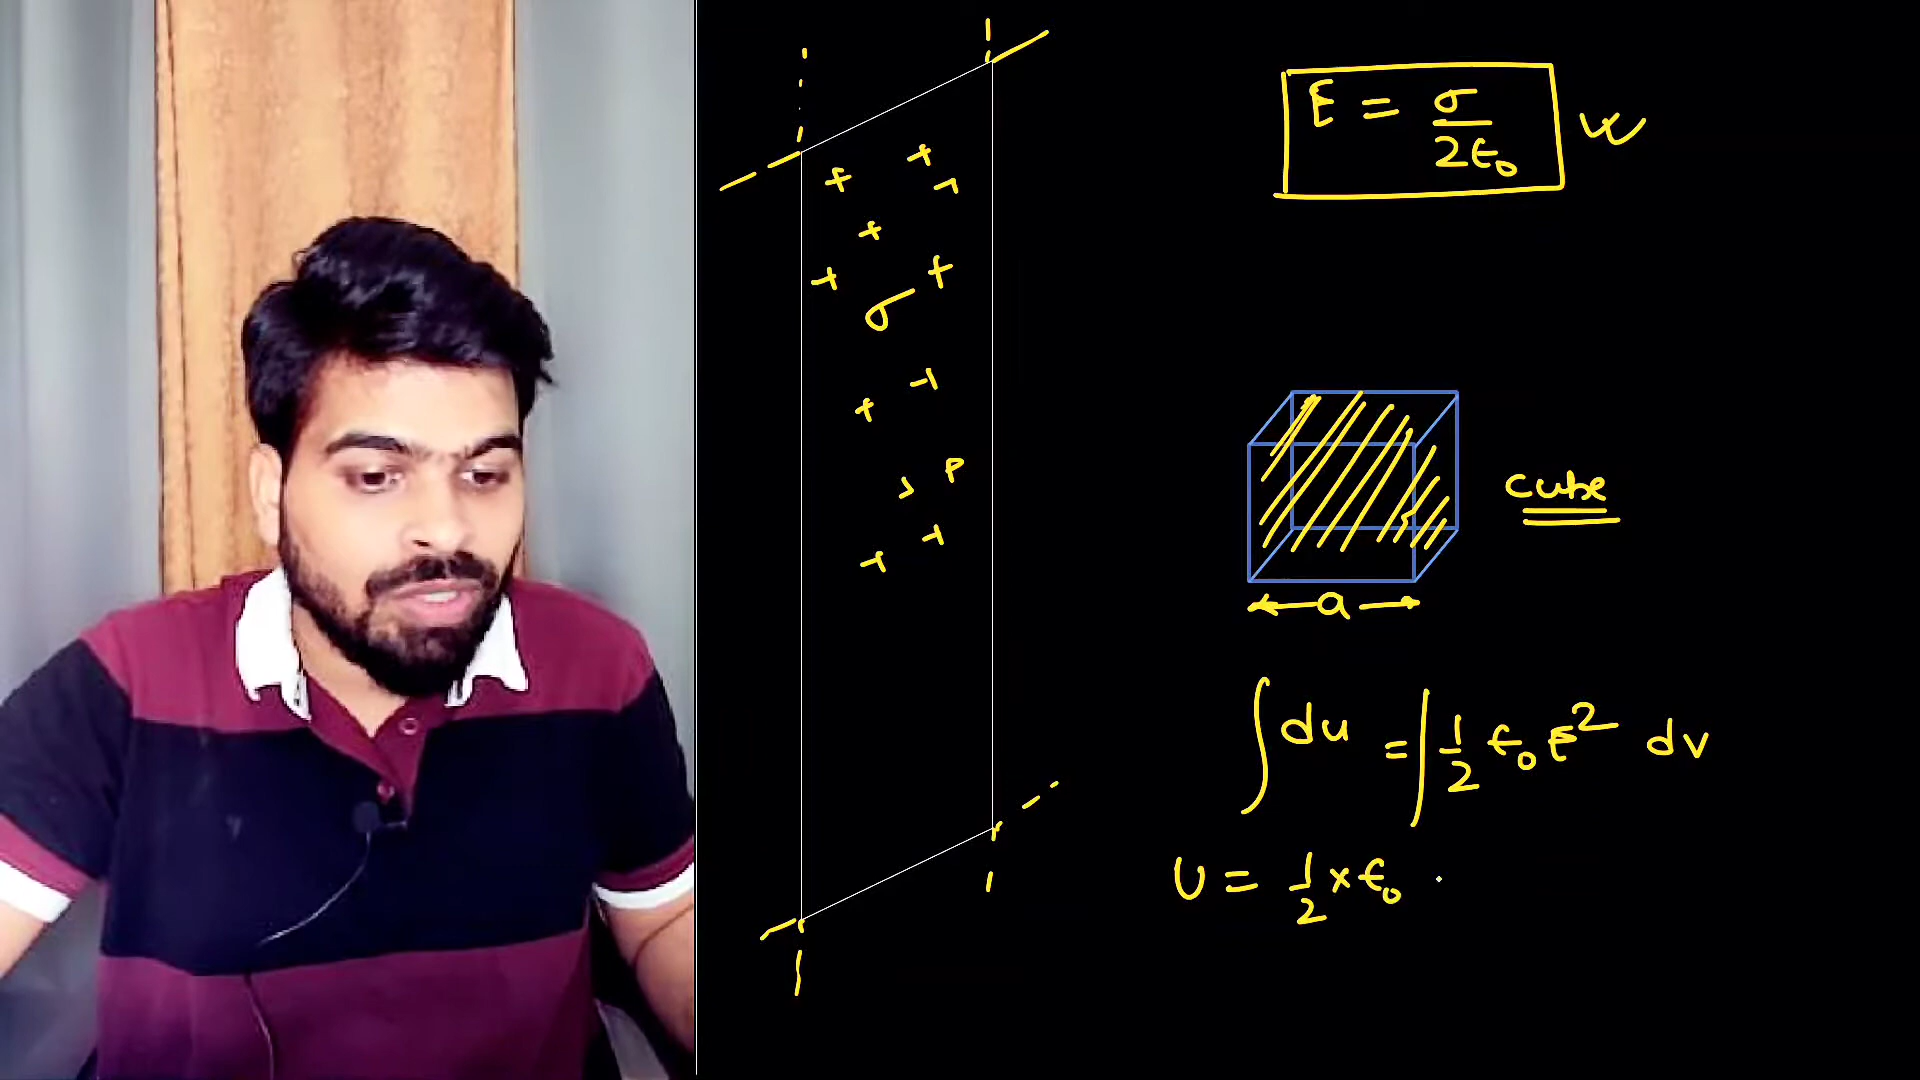 E = σ / 2ε₀
+ + + + + +
σ
+ + + +
cube
a
∫ du = ∫ 1/2 ε₀ E² dv
U = 1/2 × ε₀ ·